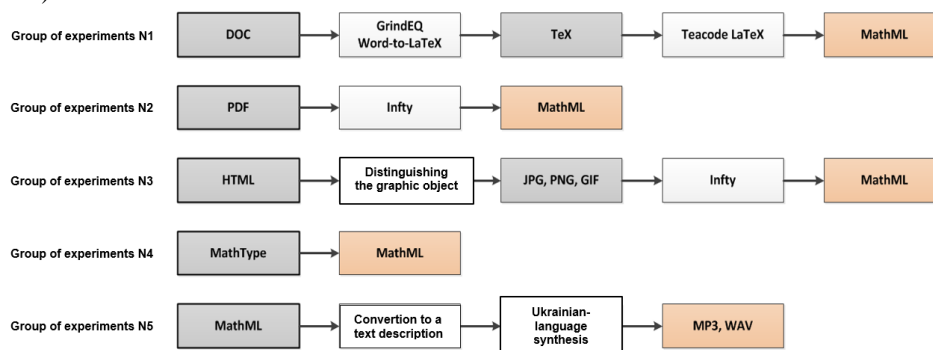 Group of experiments N1 DOC GrindEQ Word-to-LaTeX TeX Teacode LaTeX MathML
Group of experiments N2 PDF Infty MathML
Group of experiments N3 HTML Distinguishing the graphic object JPG, PNG, GIF Infty MathML
Group of experiments N4 MathType MathML
Group of experiments N5 MathML Convertion to a text description Ukrainian-language synthesis MP3, WAV